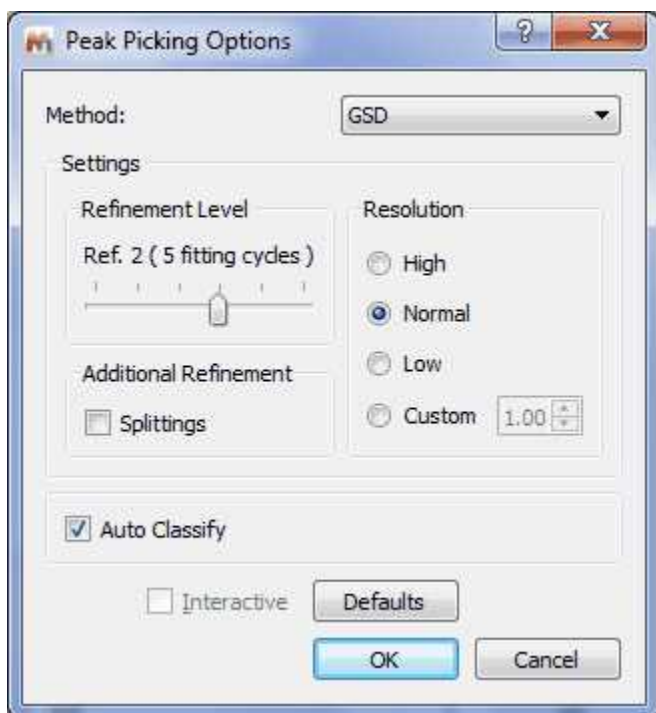 Peak Picking Options
Method: GSD
Settings
Refinement Level
Ref. 2 ( 5 fitting cycles )
Additional Refinement
Splittings
Resolution
High
Normal
Low
Custom 1.00
Auto Classify
Interactive Defaults
OK Cancel